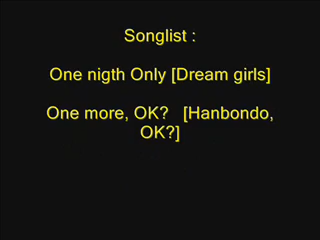 Songlist :
One nigth Only [Dream girls]
One more, OK? [Hanbondo,
OK?]